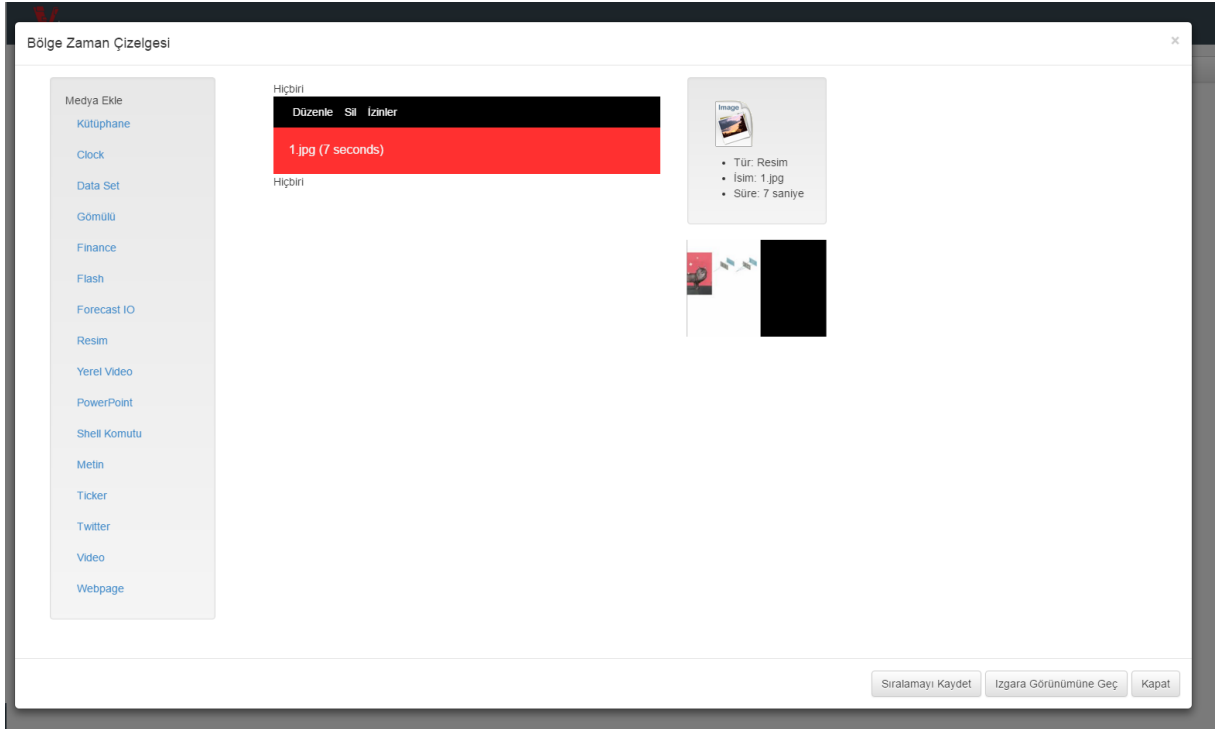 Bölge Zaman Çizelgesi
×
Medya Ekle
Kütüphane
Clock
Data Set
Gömülü
Finance
Flash
Forecast IO
Resim
Yerel Video
PowerPoint
Shell Komutu
Metin
Ticker
Twitter
Video
Webpage
Hiçbiri
Düzenle Sil İzinler
1.jpg (7 seconds)
Hiçbiri
Image
• Tür: Resim
• İsim: 1.jpg
• Süre: 7 saniye
Sıralamayı Kaydet
Izgara Görünümüne Geç
Kapat